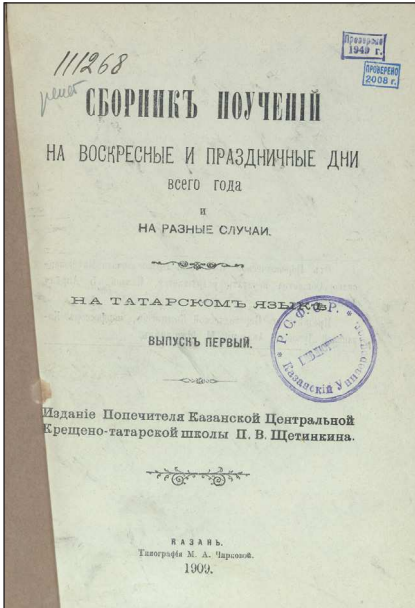 Проверено
1949 г.
ПРОВЕРЕНО
2008 г.
111268
СБОРНИКЪ ПОУЧЕНІЙ
НА ВОСКРЕСНЫЕ И ПРАЗДНИЧНЫЕ ДНИ
всего года
и
НА РАЗНЫЕ СЛУЧАИ.
НА ТАТАРСКОМЪ ЯЗЫКѢ.
ВЫПУСКЪ ПЕРВЫЙ.
* Р. С. Ф. С. Р. *
Казанскій
Изданіе Попечителя Казанской Центральной
Крещено-татарской школы П. В. Щетинкина.
КАЗАНЬ.
Типографія М. А. Чирковой.
1909.